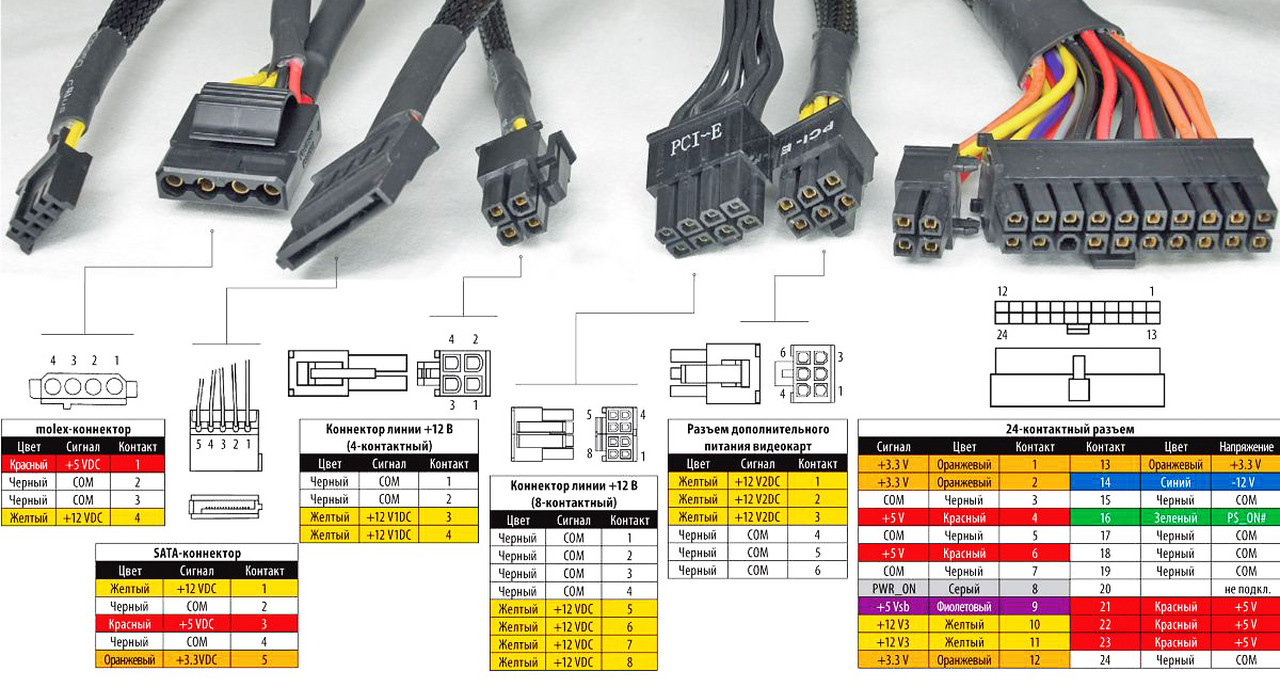 PCI-E
PCI-E
4 3 2 1
5 4 3 2 1
4 2
3 1
5 4
8 1
6 3
4 1
12 1
24 13
molex-коннектор
Цвет Сигнал Контакт
Красный +5 VDC 1
Черный COM 2
Черный COM 3
Желтый +12 VDC 4
SATA-коннектор
Цвет Сигнал Контакт
Желтый +12 VDC 1
Черный COM 2
Красный +5 VDC 3
Черный COM 4
Оранжевый +3.3VDC 5
Коннектор линии +12 В
(4-контактный)
Цвет Сигнал Контакт
Черный COM 1
Черный COM 2
Желтый +12 V1DC 3
Желтый +12 V1DC 4
Коннектор линии +12 В
(8-контактный)
Цвет Сигнал Контакт
Черный COM 1
Черный COM 2
Черный COM 3
Черный COM 4
Желтый +12 VDC 5
Желтый +12 VDC 6
Желтый +12 VDC 7
Желтый +12 VDC 8
Разъем дополнительного
питания видеокарт
Цвет Сигнал Контакт
Желтый +12 V2DC 1
Желтый +12 V2DC 2
Желтый +12 V2DC 3
Черный COM 4
Черный COM 5
Черный COM 6
24-контактный разъем
Сигнал Цвет Контакт Контакт Цвет Напряжение
+3.3 V Оранжевый 1 13 Оранжевый +3.3 V
+3.3 V Оранжевый 2 14 Синий -12 V
COM Черный 3 15 Черный COM
+5 V Красный 4 16 Зеленый PS_ON#
COM Черный 5 17 Черный COM
+5 V Красный 6 18 Черный COM
COM Черный 7 19 Черный COM
PWR_ON Серый 8 20 не подкл.
+5 Vsb Фиолетовый 9 21 Красный +5 V
+12 V3 Желтый 10 22 Красный +5 V
+12 V3 Желтый 11 23 Красный +5 V
+3.3 V Оранжевый 12 24 Черный COM